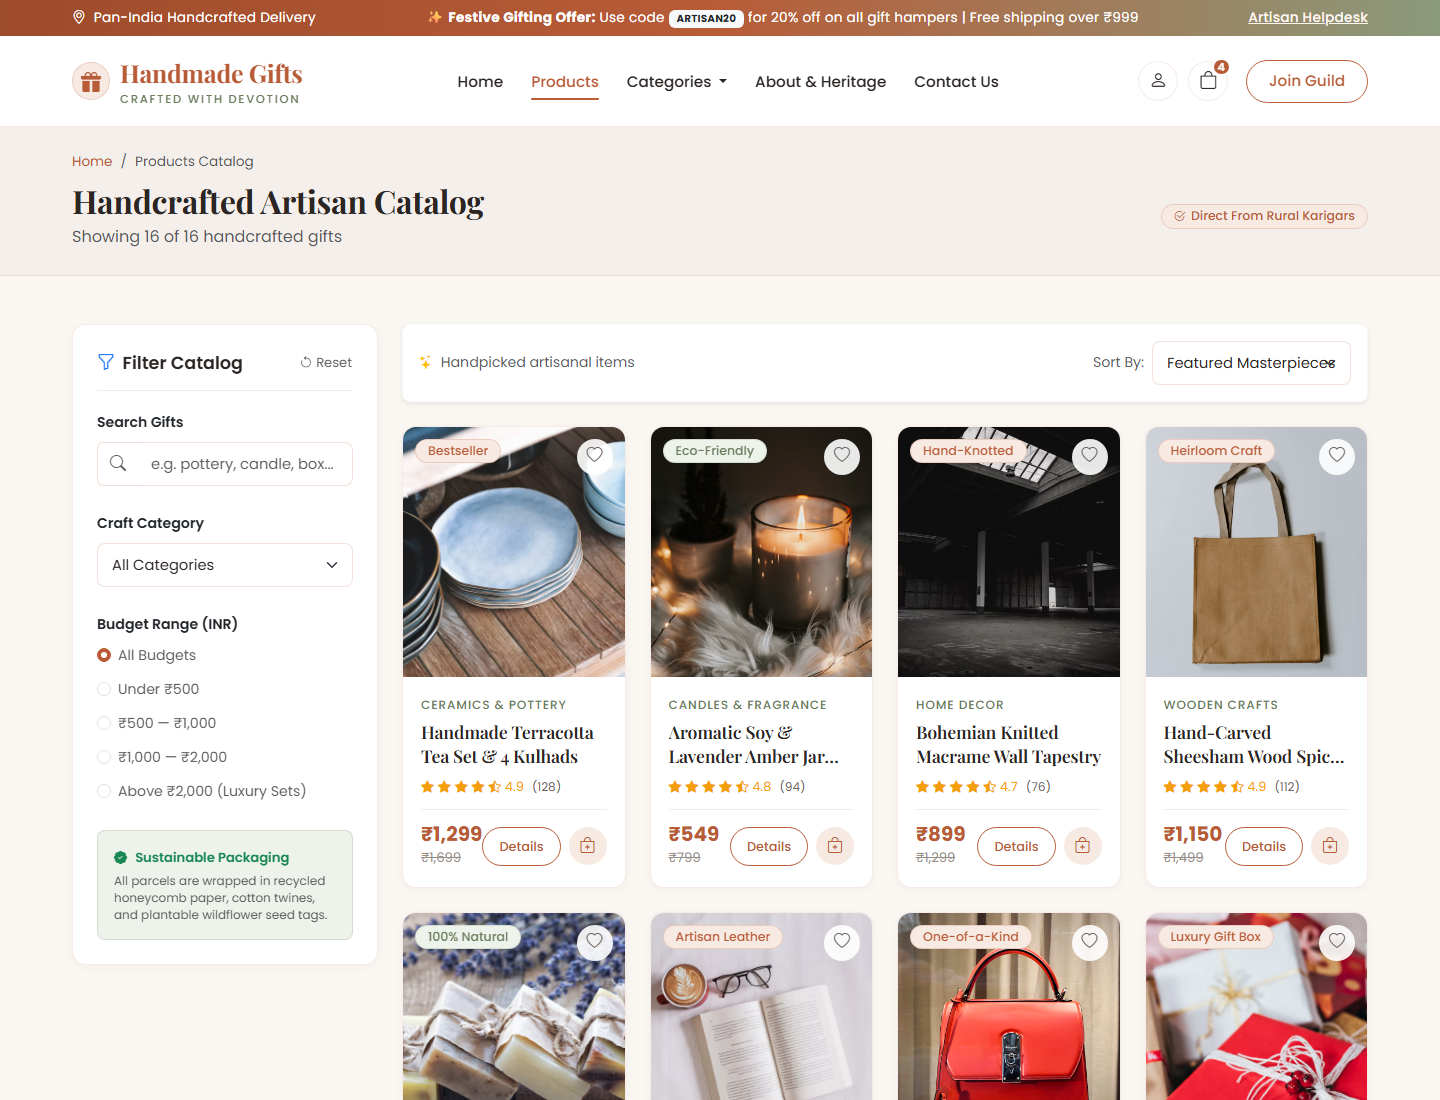 Pan-India Handcrafted Delivery
✨ Festive Gifting Offer: Use code ARTISAN20 for 20% off on all gift hampers | Free shipping over ₹999
Artisan Helpdesk
Handmade Gifts
CRAFTED WITH DEVOTION
Home
Products
Categories
About & Heritage
Contact Us
4
Join Guild
Home / Products Catalog
Handcrafted Artisan Catalog
Showing 16 of 16 handcrafted gifts
Direct From Rural Karigars
Filter Catalog
Reset
Search Gifts
e.g. pottery, candle, box...
Craft Category
All Categories
Budget Range (INR)
All Budgets
Under ₹500
₹500 — ₹1,000
₹1,000 — ₹2,000
Above ₹2,000 (Luxury Sets)
Sustainable Packaging
All parcels are wrapped in recycled
honeycomb paper, cotton twines,
and plantable wildflower seed tags.
Handpicked artisanal items
Sort By:
Featured Masterpieces
Bestseller
CERAMICS & POTTERY
Handmade Terracotta
Tea Set & 4 Kulhads
4.9 (128)
₹1,299
₹1,699
Details
Eco-Friendly
CANDLES & FRAGRANCE
Aromatic Soy &
Lavender Amber Jar...
4.8 (94)
₹549
₹799
Details
Hand-Knotted
HOME DECOR
Bohemian Knitted
Macrame Wall Tapestry
4.7 (76)
₹899
₹1,299
Details
Heirloom Craft
WOODEN CRAFTS
Hand-Carved
Sheesham Wood Spic...
4.9 (112)
₹1,150
₹1,499
Details
100% Natural
Artisan Leather
One-of-a-Kind
Luxury Gift Box